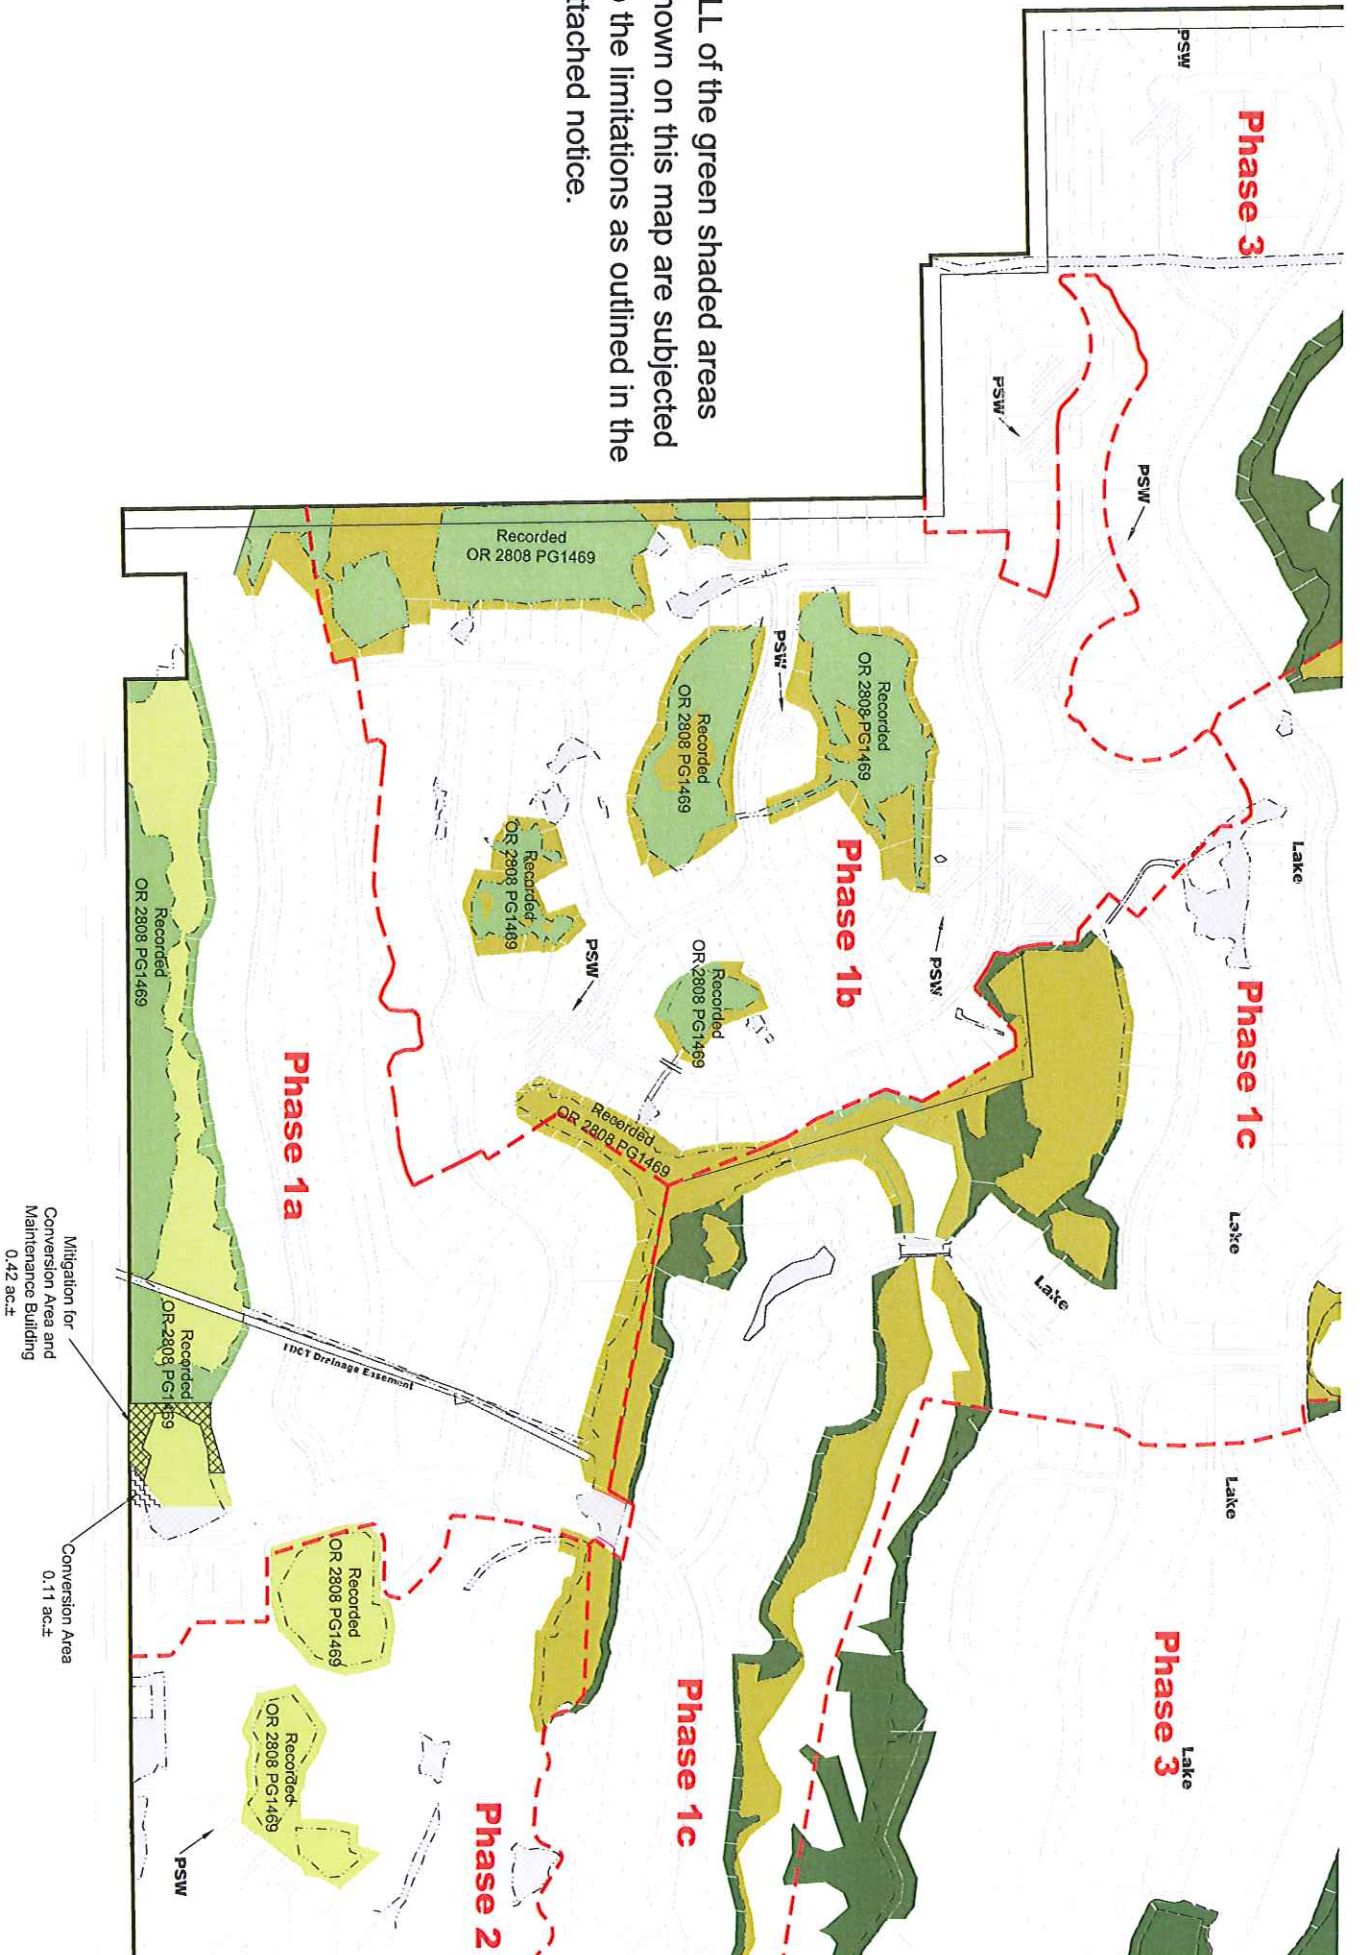 LL of the green shaded areas
hown on this map are subjected
o the limitations as outlined in the
ttached notice.
PSW
Phase 3
PSW
PSW
Lake
Phase 1c
Lake
Lake
Lake
Phase 3
Lake
Recorded
OR 2808 PG1469
PSW
Recorded
OR 2808 PG1469
Recorded
OR 2808 PG1469
Phase 1b
PSW
Recorded
OR 2808 PG1469
PSW
Recorded
OR 2808 PG1469
Recorded
OR 2808 PG1469
Phase 1c
Recorded
OR 2808 PG1469
Phase 1a
Recorded
OR 2808 PG1469
Drainage Easement
Recorded
OR 2808 PG1469
Recorded
OR 2808 PG1469
Phase 2
PSW
Mitigation for
Conversion Area and
Maintenance Building
0.42 ac.±
Conversion Area
0.11 ac.±